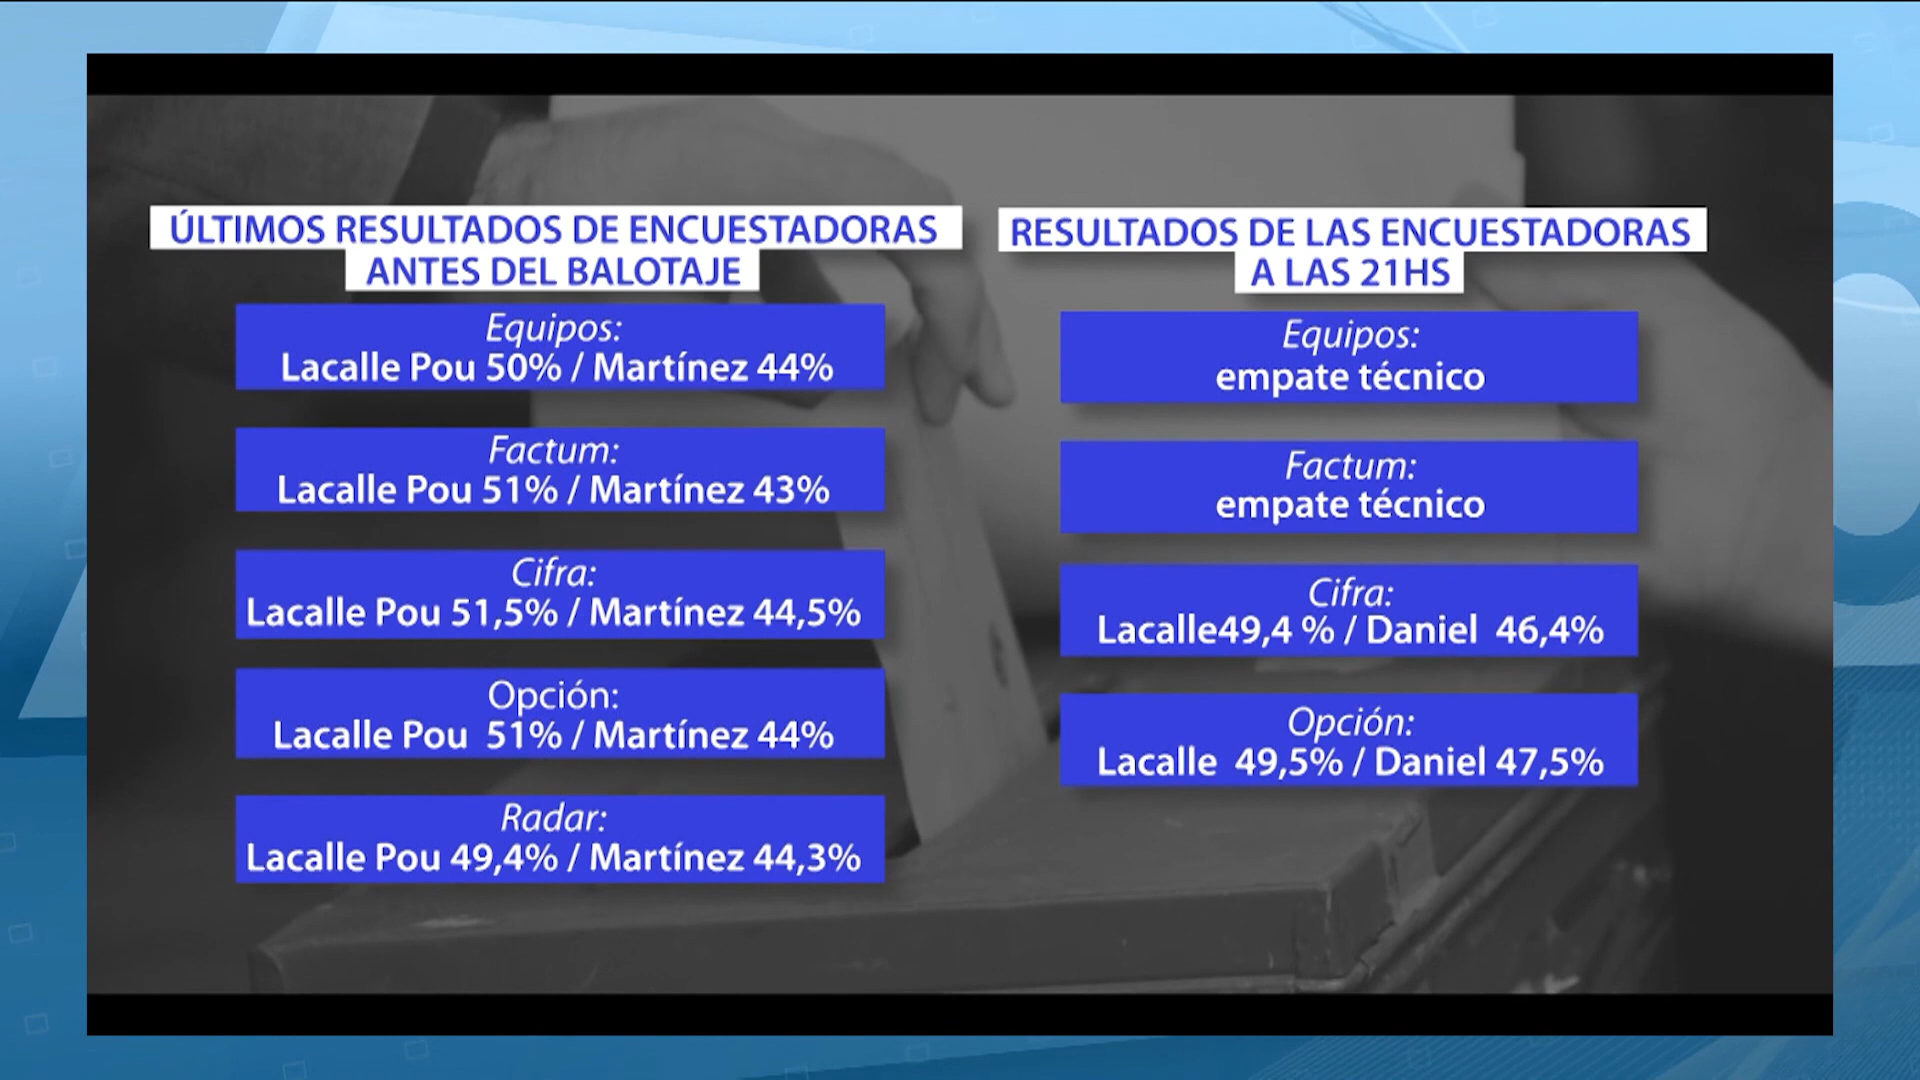 ÚLTIMOS RESULTADOS DE ENCUESTADORAS
ANTES DEL BALOTAJE
Equipos:
Lacalle Pou 50% / Martínez 44%
Factum:
Lacalle Pou 51% / Martínez 43%
Cifra:
Lacalle Pou 51,5% / Martínez 44,5%
Opción:
Lacalle Pou 51% / Martínez 44%
Radar:
Lacalle Pou 49,4% / Martínez 44,3%
RESULTADOS DE LAS ENCUESTADORAS
A LAS 21HS
Equipos:
empate técnico
Factum:
empate técnico
Cifra:
Lacalle49,4 % / Daniel 46,4%
Opción:
Lacalle 49,5% / Daniel 47,5%